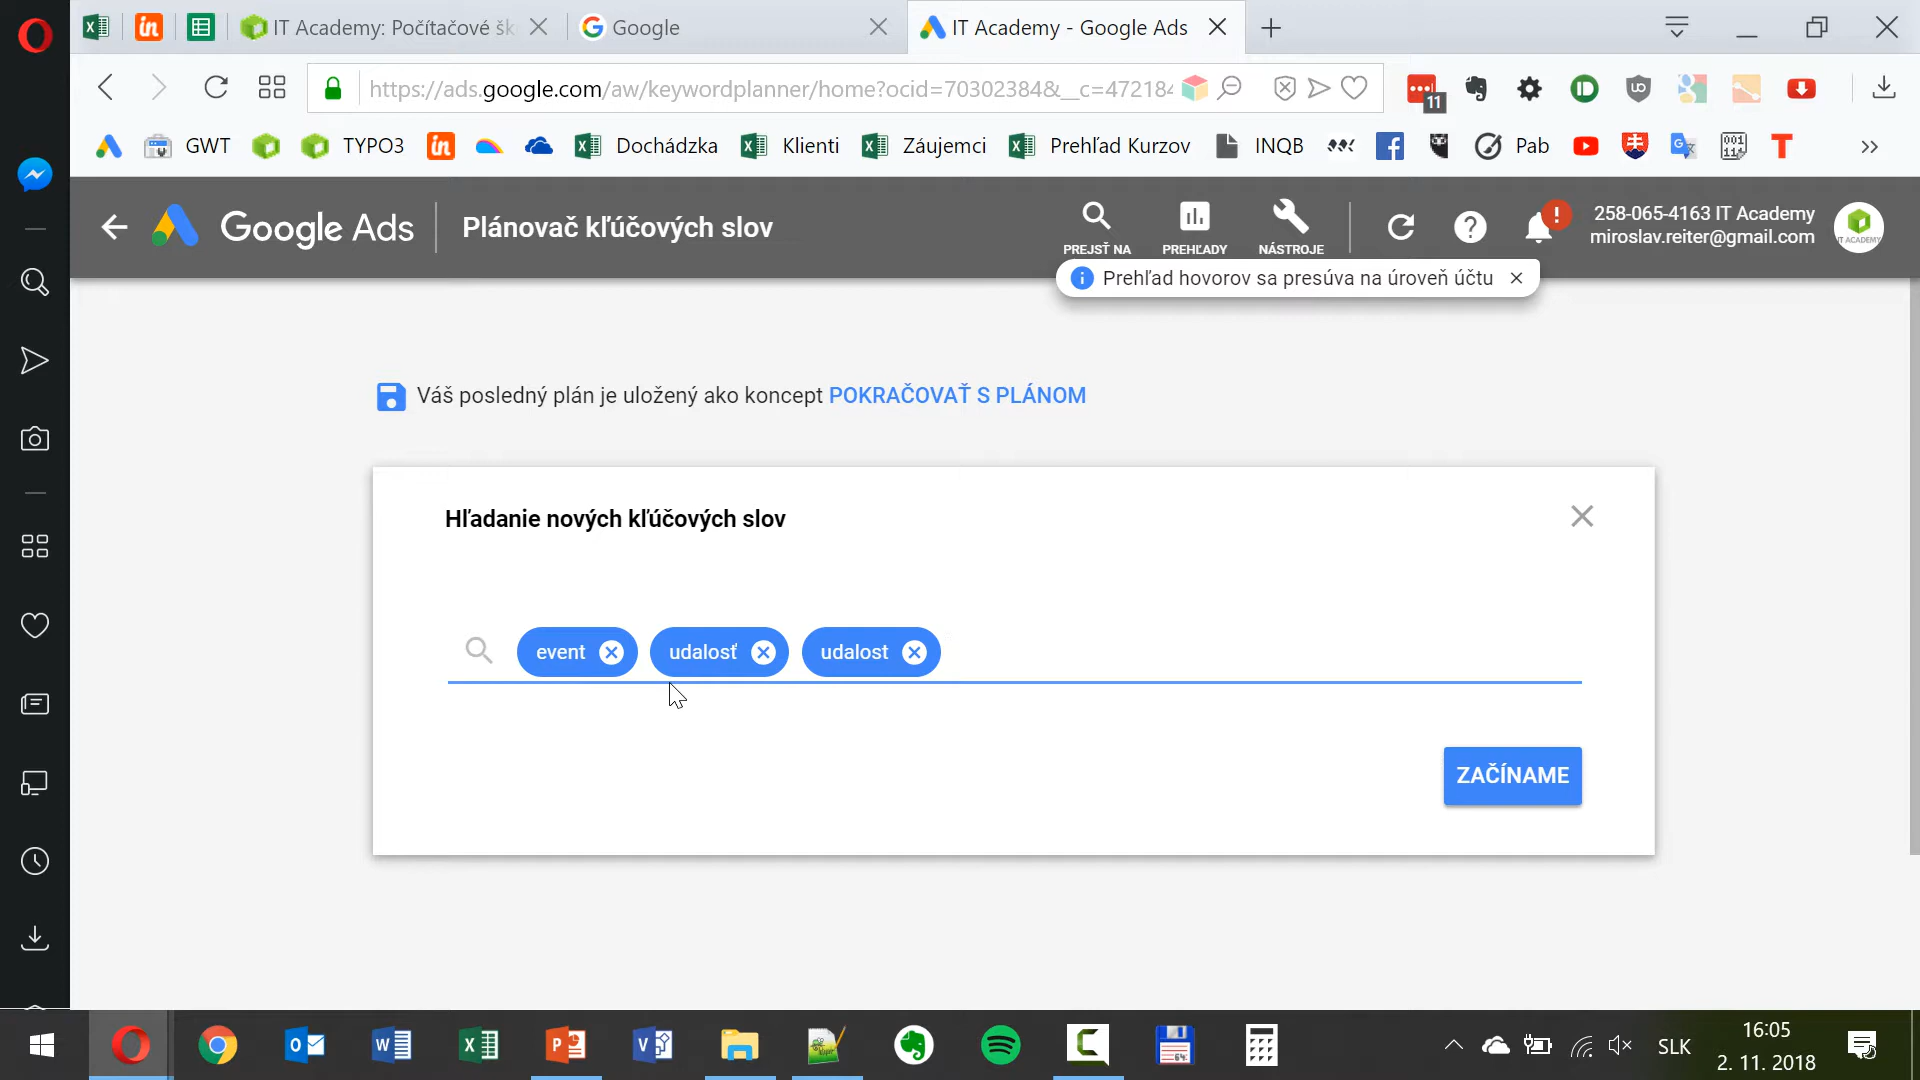 IT Academy: Počítačové šk
Google
IT Academy - Google Ads
https://ads.google.com/aw/keywordplanner/home?ocid=70302384&__c=472184
11
GWT
TYPO3
Dochádzka
Klienti
Záujemci
Prehľad Kurzov
INQB
Pab
Google Ads
Plánovač kľúčových slov
PREJSŤ NA
PREHĽADY
NÁSTROJE
258-065-4163 IT Academy
miroslav.reiter@gmail.com
IT ACADEMY
Prehľad hovorov sa presúva na úroveň účtu
Váš posledný plán je uložený ako koncept POKRAČOVAŤ S PLÁNOM
Hľadanie nových kľúčových slov
event
udalosť
udalost
ZAČÍNAME
SLK
16:05
2. 11. 2018